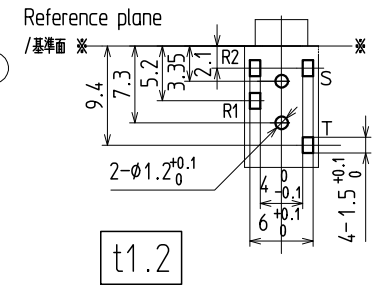 Reference plane
/基準面 ※ ※
R2
S
R1
T
9.4
7.3
5.2
3.35
2.1
2-φ1.2 +0.1 0
4 0 -0.1
6 +0.1 0
4-1.5 +0.1 0
t1.2